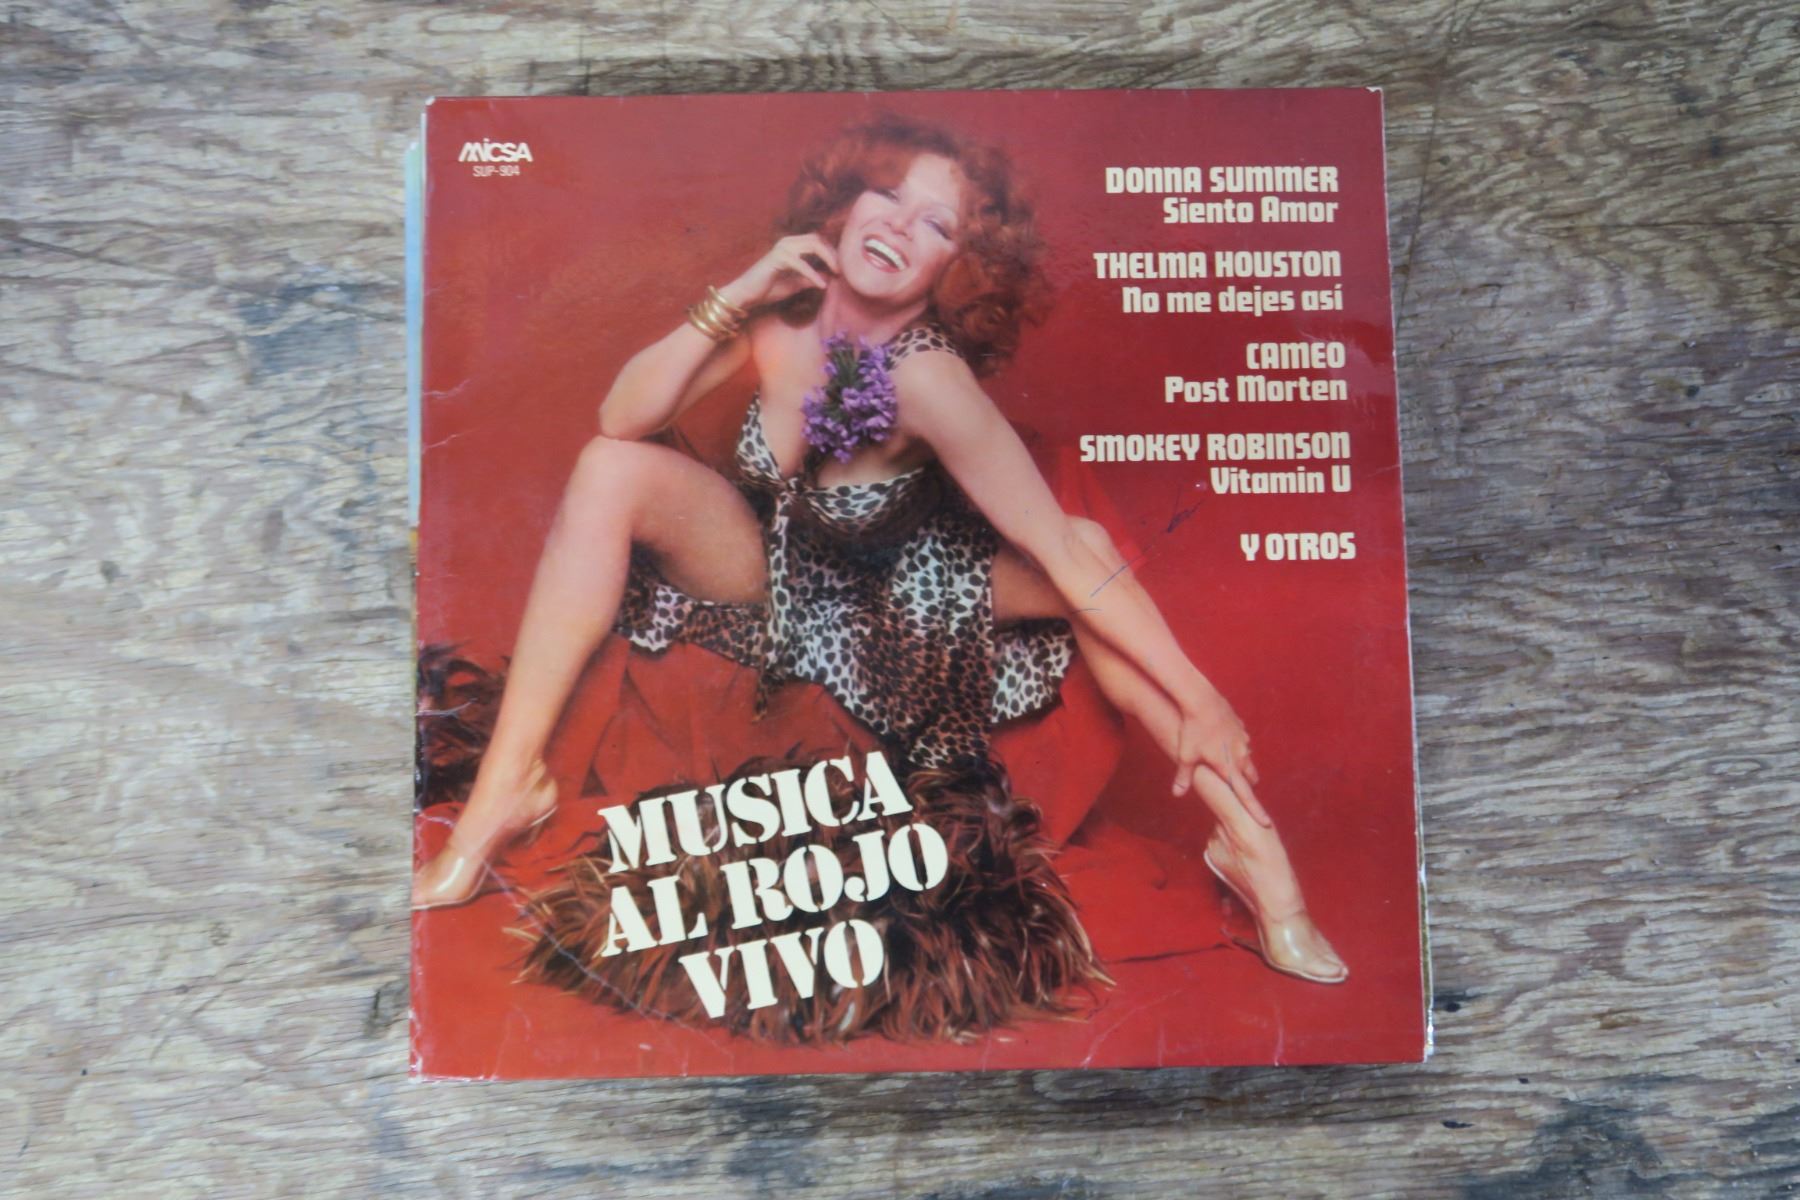 MICSA
SUP-904
DONNA SUMMER
Siento Amor
THELMA HOUSTON
No me dejes así
CAMEO
Post Morten
SMOKEY ROBINSON
Vitamin U
Y OTROS
MUSICA
AL ROJO
VIVO